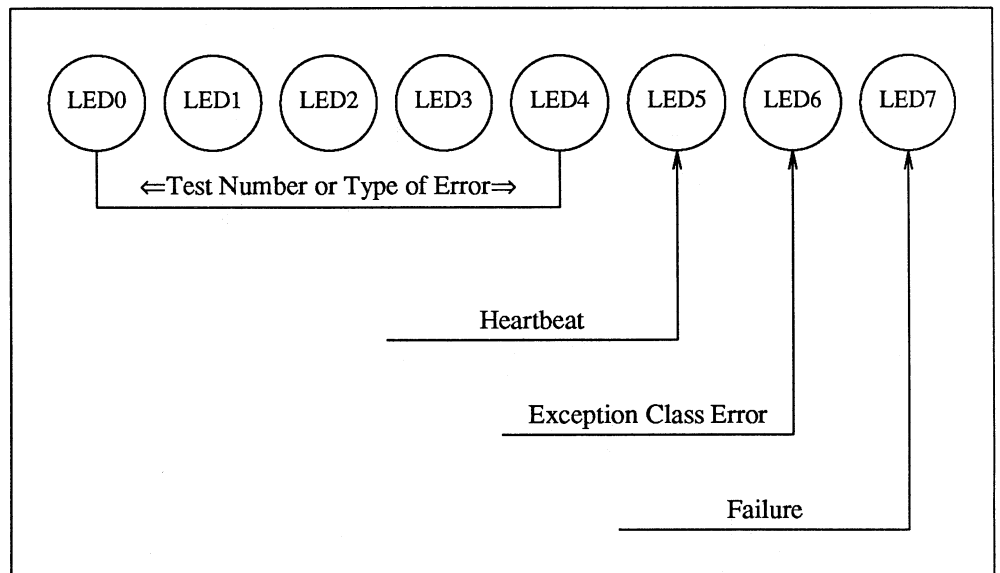 LED0 LED1 LED2 LED3 LED4 LED5 LED6 LED7
⇐Test Number or Type of Error⇒
Heartbeat
Exception Class Error
Failure